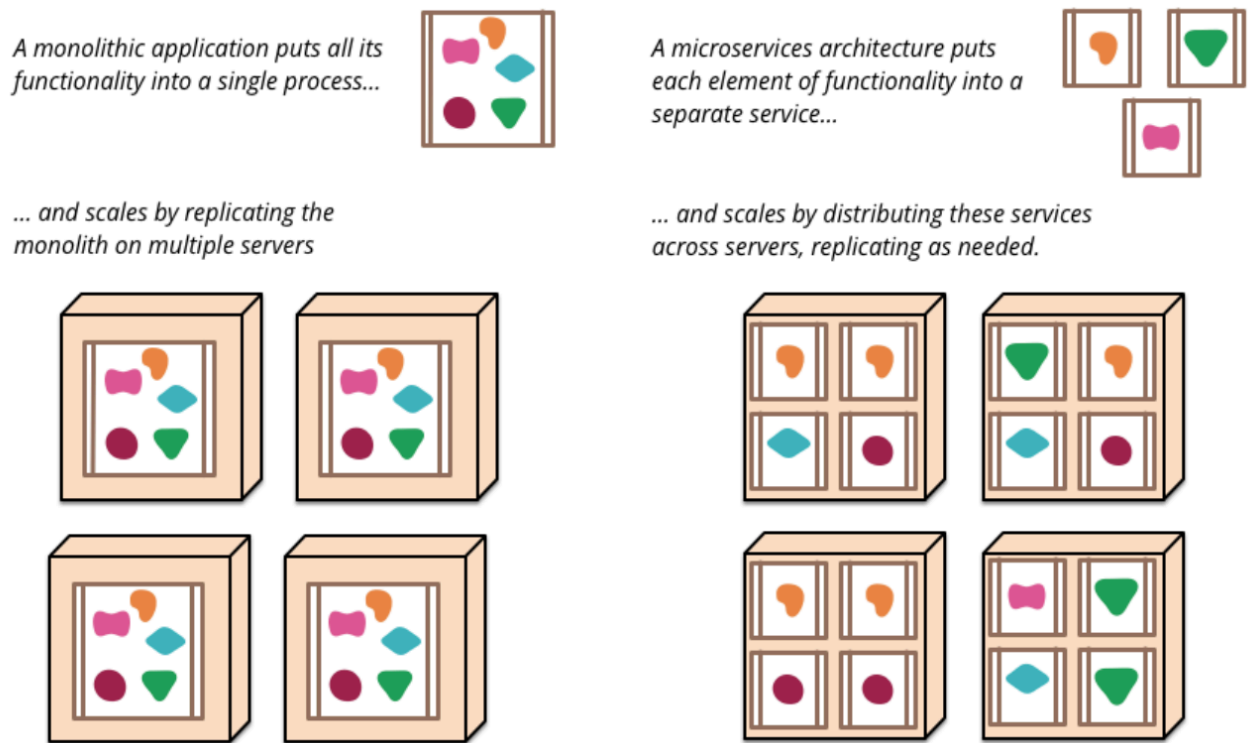 A monolithic application puts all its
functionality into a single process...
... and scales by replicating the
monolith on multiple servers
A microservices architecture puts
each element of functionality into a
separate service...
... and scales by distributing these services
across servers, replicating as needed.